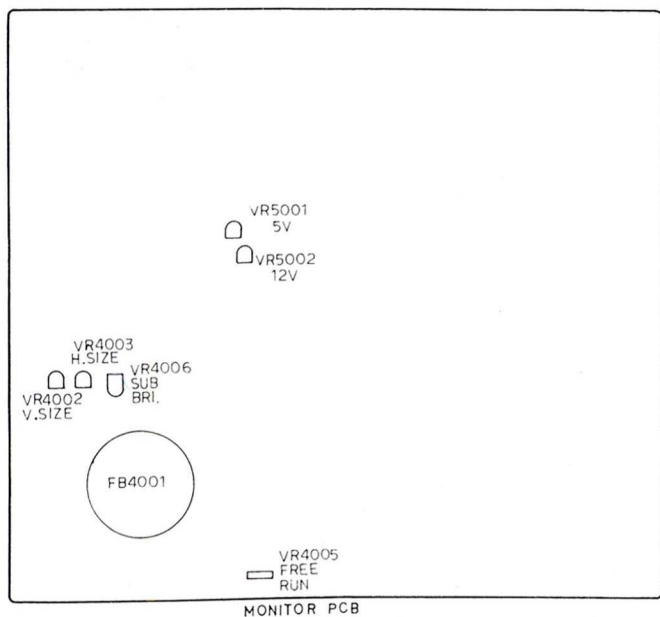 VR5001
5V
VR5002
12V
VR4003
H.SIZE
VR4006
SUB
BRI.
VR4002
V.SIZE
FB4001
VR4005
FREE
RUN
MONITOR PCB